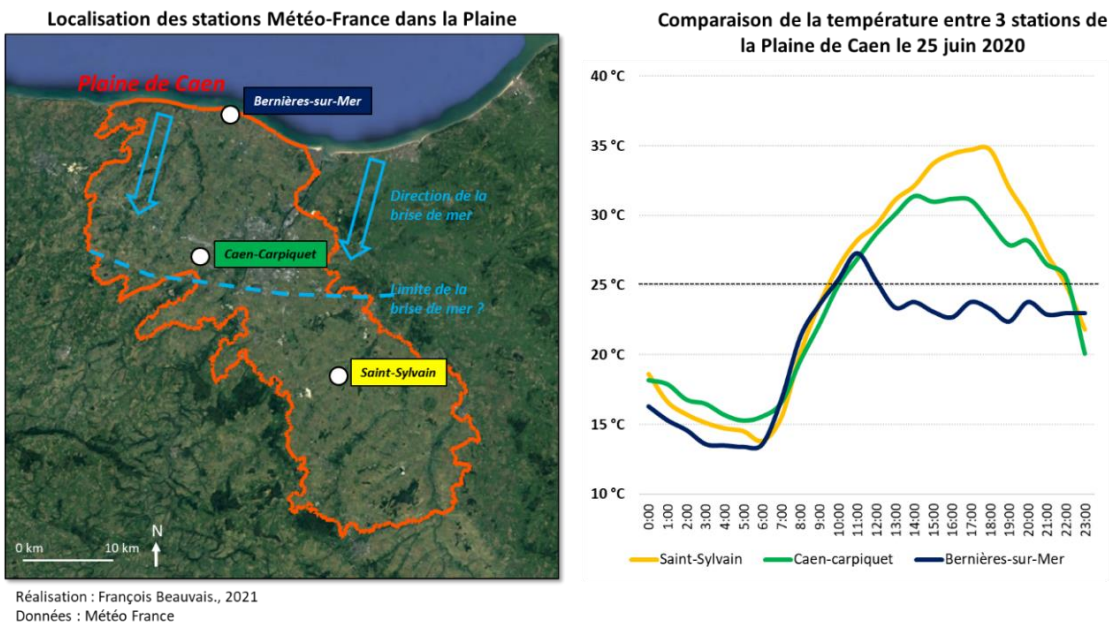 Localisation des stations Météo-France dans la Plaine
Plaine de Caen
Bernières-sur-Mer
Direction de la
brise de mer
Caen-Carpiquet
Limite de la
brise de mer ?
Saint-Sylvain
0 km 10 km
N
Réalisation : François Beauvais., 2021
Données : Météo France
Comparaison de la température entre 3 stations de
la Plaine de Caen le 25 juin 2020
40 °C
35 °C
30 °C
25 °C
20 °C
15 °C
10 °C
0:00
1:00
2:00
3:00
4:00
5:00
6:00
7:00
8:00
9:00
10:00
11:00
12:00
13:00
14:00
15:00
16:00
17:00
18:00
19:00
20:00
21:00
22:00
23:00
Saint-Sylvain Caen-carpiquet Bernières-sur-Mer